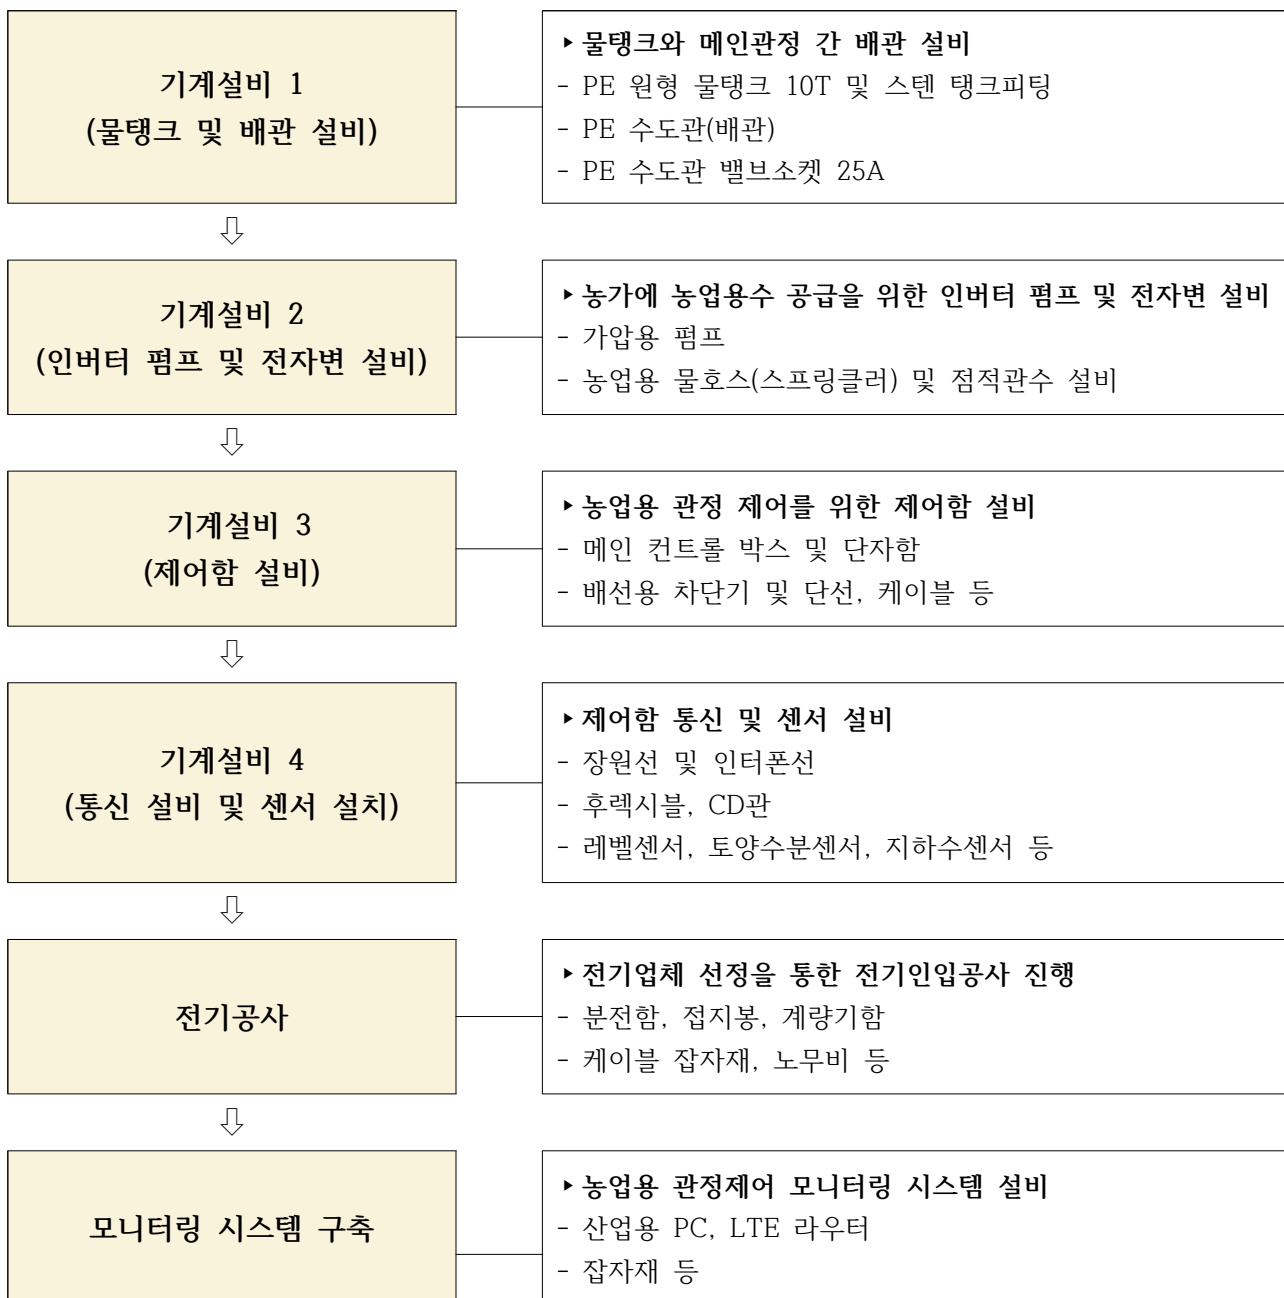 기계설비 1
(물탱크 및 배관 설비)
▸물탱크와 메인관정 간 배관 설비
- PE 원형 물탱크 10T 및 스텐 탱크피팅
- PE 수도관(배관)
- PE 수도관 밸브소켓 25A
⇩
기계설비 2
(인버터 펌프 및 전자변 설비)
▸농가에 농업용수 공급을 위한 인버터 펌프 및 전자변 설비
- 가압용 펌프
- 농업용 물호스(스프링클러) 및 점적관수 설비
⇩
기계설비 3
(제어함 설비)
▸농업용 관정 제어를 위한 제어함 설비
- 메인 컨트롤 박스 및 단자함
- 배선용 차단기 및 단선, 케이블 등
⇩
기계설비 4
(통신 설비 및 센서 설치)
▸제어함 통신 및 센서 설비
- 장원선 및 인터폰선
- 후렉시블, CD관
- 레벨센서, 토양수분센서, 지하수센서 등
⇩
전기공사
▸전기업체 선정을 통한 전기인입공사 진행
- 분전함, 접지봉, 계량기함
- 케이블 잡자재, 노무비 등
⇩
모니터링 시스템 구축
▸농업용 관정제어 모니터링 시스템 설비
- 산업용 PC, LTE 라우터
- 잡자재 등